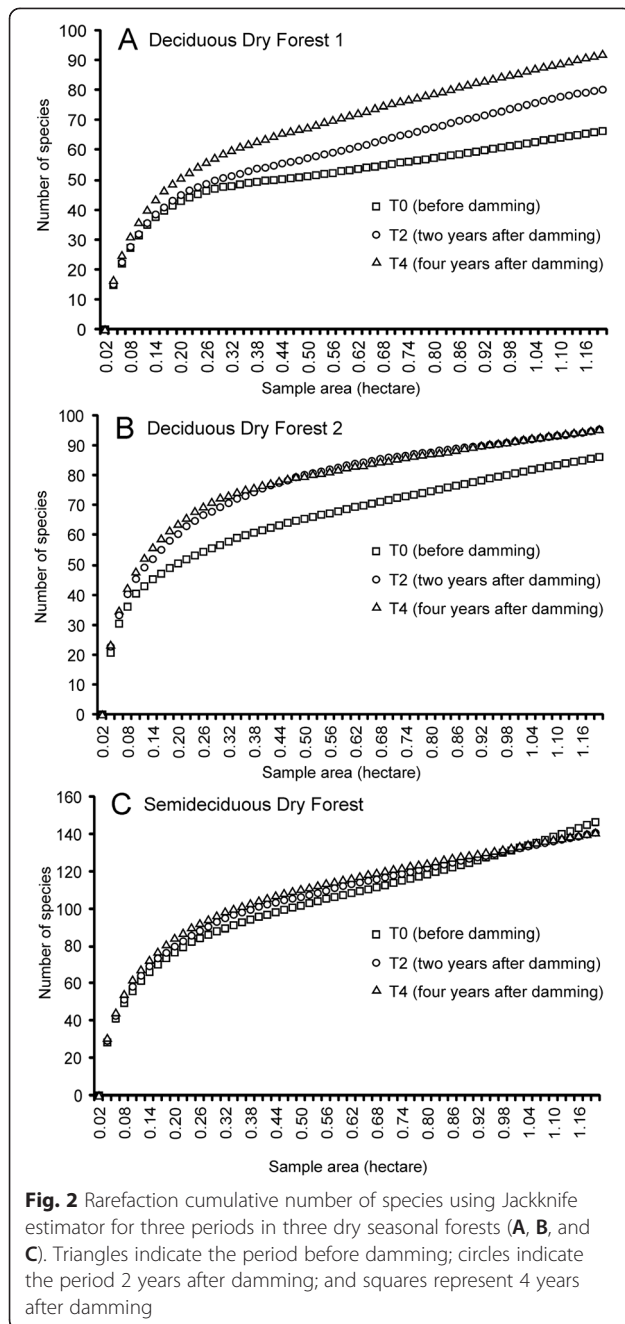 A Deciduous Dry Forest 1
Number of species
100
90
80
70
60
50
40
30
20
10
0
T0 (before damming)
T2 (two years after damming)
T4 (four years after damming)
0.02 0.08 0.14 0.20 0.26 0.32 0.38 0.44 0.50 0.56 0.62 0.68 0.74 0.80 0.86 0.92 0.98 1.04 1.10 1.16
Sample area (hectare)
B Deciduous Dry Forest 2
Number of species
100
90
80
70
60
50
40
30
20
10
0
T0 (before damming)
T2 (two years after damming)
T4 (four years after damming)
0.02 0.08 0.14 0.20 0.26 0.32 0.38 0.44 0.50 0.56 0.62 0.68 0.74 0.80 0.86 0.92 0.98 1.04 1.10 1.16
Sample area (hectare)
C Semideciduous Dry Forest
Number of species
160
140
120
100
80
60
40
20
0
T0 (before damming)
T2 (two years after damming)
T4 (four years after damming)
0.02 0.08 0.14 0.20 0.26 0.32 0.38 0.44 0.50 0.56 0.62 0.68 0.74 0.80 0.86 0.92 0.98 1.04 1.10 1.16
Sample area (hectare)
Fig. 2 Rarefaction cumulative number of species using Jackknife
estimator for three periods in three dry seasonal forests (A, B, and
C). Triangles indicate the period before damming; circles indicate
the period 2 years after damming; and squares represent 4 years
after damming